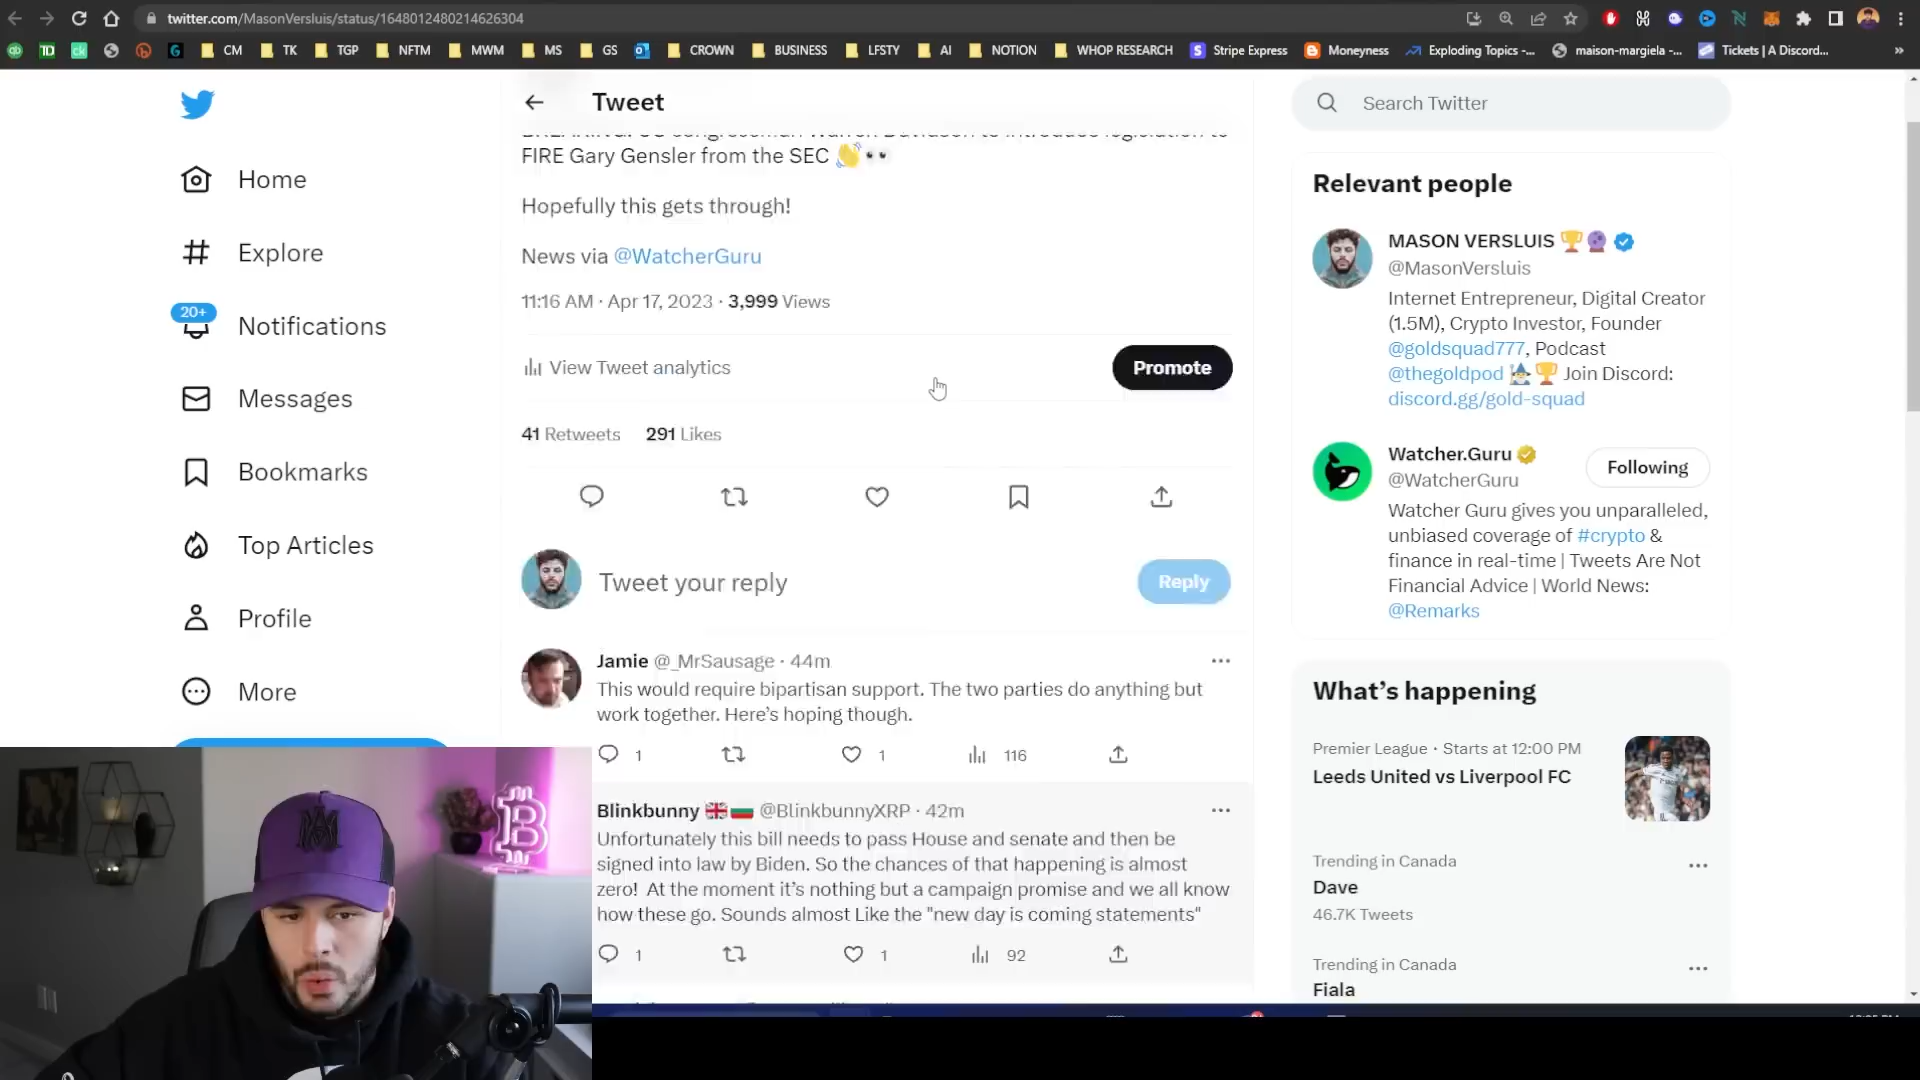 twitter.com/MasonVersluis/status/1648012480214626304
TD
ck
CM
TK
TGP
NFTM
MWM
MS
GS
CROWN
BUSINESS
LFSTY
AI
NOTION
WHOP RESEARCH
Stripe Express
Moneyness
Exploding Topics -...
maison-margiela -...
Tickets | A Discord...
»
Home
Explore
20+
Notifications
Messages
Bookmarks
Top Articles
Profile
More
Tweet
BREAKING: US congressman Warren Davidson to introduce legislation to
FIRE Gary Gensler from the SEC 👏👀
Hopefully this gets through!
News via @WatcherGuru
11:16 AM · Apr 17, 2023 · 3,999 Views
View Tweet analytics
Promote
41 Retweets 291 Likes
Tweet your reply
Reply
Jamie @_MrSausage · 44m
This would require bipartisan support. The two parties do anything but
work together. Here's hoping though.
1 1 116
Blinkbunny 🇬🇧🇧🇬 @BlinkbunnyXRP · 42m
Unfortunately this bill needs to pass House and senate and then be
signed into law by Biden. So the chances of that happening is almost
zero! At the moment it's nothing but a campaign promise and we all know
how these go. Sounds almost Like the "new day is coming statements"
1 1 92
Search Twitter
Relevant people
MASON VERSLUIS 🏆🔮
@MasonVersluis
Internet Entrepreneur, Digital Creator
(1.5M), Crypto Investor, Founder
@goldsquad777, Podcast
@thegoldpod 🧙🏆 Join Discord:
discord.gg/gold-squad
Watcher.Guru
@WatcherGuru
Following
Watcher Guru gives you unparalleled,
unbiased coverage of #crypto &
finance in real-time | Tweets Are Not
Financial Advice | World News:
@Remarks
What's happening
Premier League · Starts at 12:00 PM
Leeds United vs Liverpool FC
Trending in Canada
Dave
46.7K Tweets
Trending in Canada
Fiala